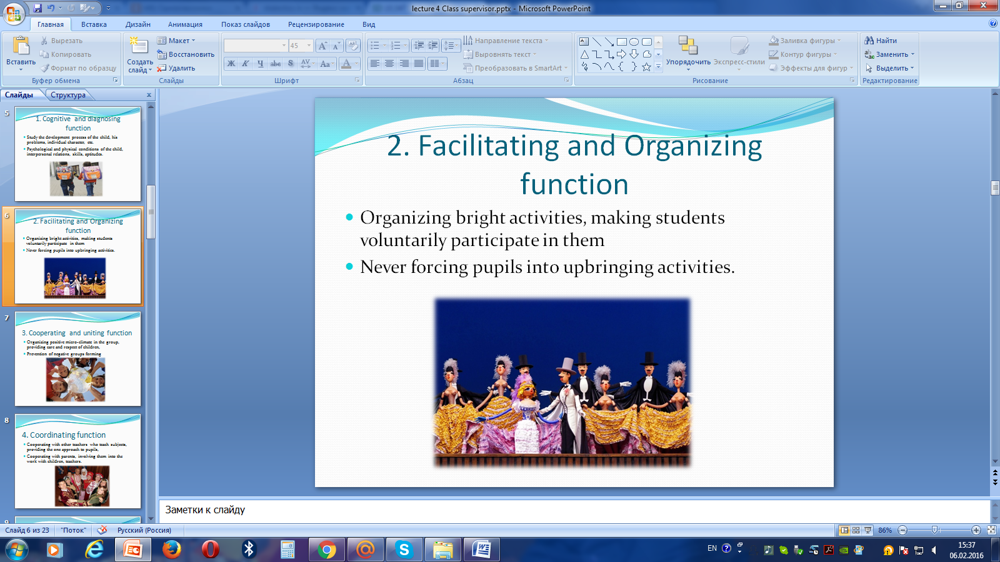 lecture 4 Class supervisor.pptx - Microsoft PowerPoint
Главная Вставка Дизайн Анимация Показ слайдов Рецензирование Вид
Вставить
Вырезать
Копировать
Формат по образцу
Буфер обмена
Создать слайд
Макет
Восстановить
Удалить
Слайды
45
Ж К Ч abc S AV Aa A
Шрифт
Направление текста
Выровнять текст
Преобразовать в SmartArt
Абзац
Упорядочить
Экспресс-стили
Заливка фигуры
Контур фигуры
Эффекты для фигур
Рисование
Найти
Заменить
Выделить
Редактирование
Слайды Структура x
5
1. Cognitive and diagnosing
function
Study the development process of the child, his
problems, individual character, etc.
Psychological and physical conditions of the child,
interpersonal relations, skills, aptitudes.
6
2. Facilitating and Organizing
function
Organizing bright activities, making students
voluntarily participate in them
Never forcing pupils into upbringing activities.
7
3. Cooperating and uniting function
Organizing positive micro-climate in the group,
providing care and respect of children,
Prevention of negative groups forming
8
4. Coordinating function
Cooperating with other teachers who teach subjects,
providing the one approach to pupils,
Cooperating with parents, involving them into the
work with children, teachers.
9
2. Facilitating and Organizing
function
• Organizing bright activities, making students
voluntarily participate in them
• Never forcing pupils into upbringing activities.
Заметки к слайду
Слайд 6 из 23 "Поток" Русский (Россия) 86%
EN 15:37
06.02.2016